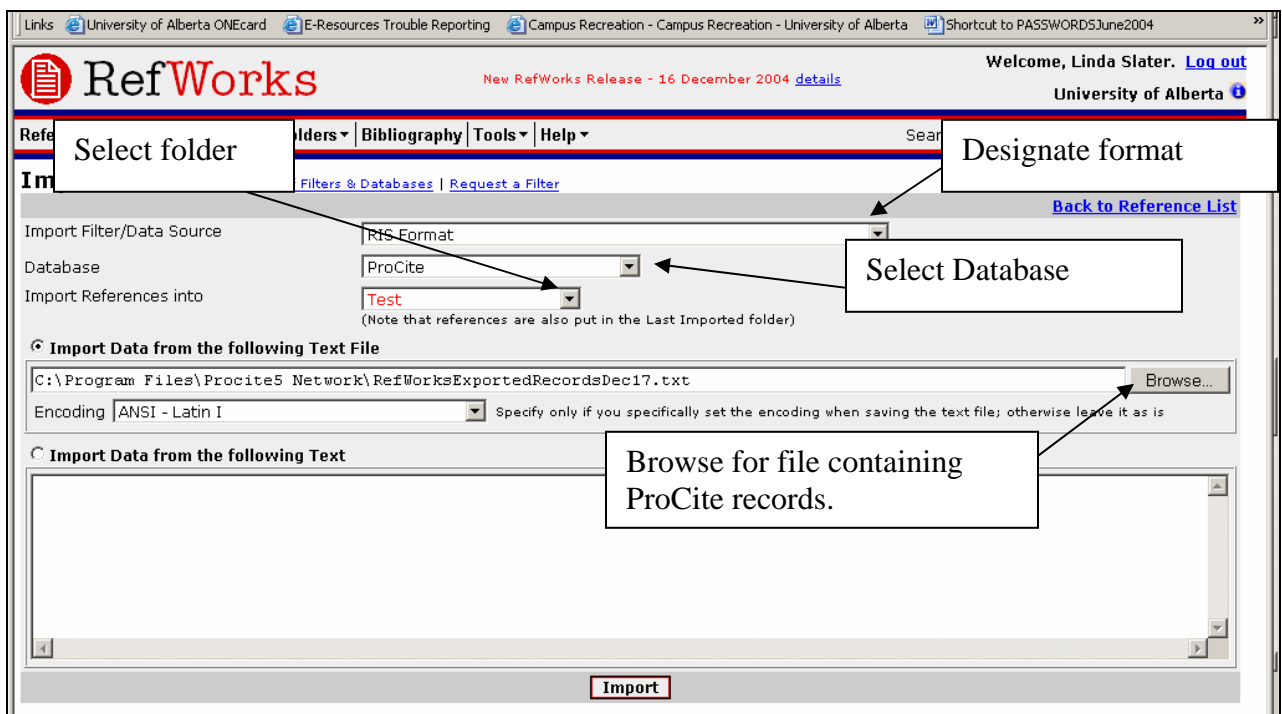 Links University of Alberta ONEcard E-Resources Trouble Reporting Campus Recreation - Campus Recreation - University of Alberta Shortcut to PASSWORDSJune2004 »
RefWorks
New RefWorks Release - 16 December 2004 details
Welcome, Linda Slater. Log out
University of Alberta
Refe
Select folder
lders Bibliography Tools Help
Sear
Designate format
Im
Filters & Databases | Request a Filter
Back to Reference List
Import Filter/Data Source RIS Format
Database ProCite
Select Database
Import References into Test
(Note that references are also put in the Last Imported folder)
Import Data from the following Text File
C:\Program Files\Procite5 Network\RefWorksExportedRecordsDec17.txt Browse...
Encoding ANSI - Latin I Specify only if you specifically set the encoding when saving the text file; otherwise leave it as is
Import Data from the following Text
Browse for file containing
ProCite records.
Import